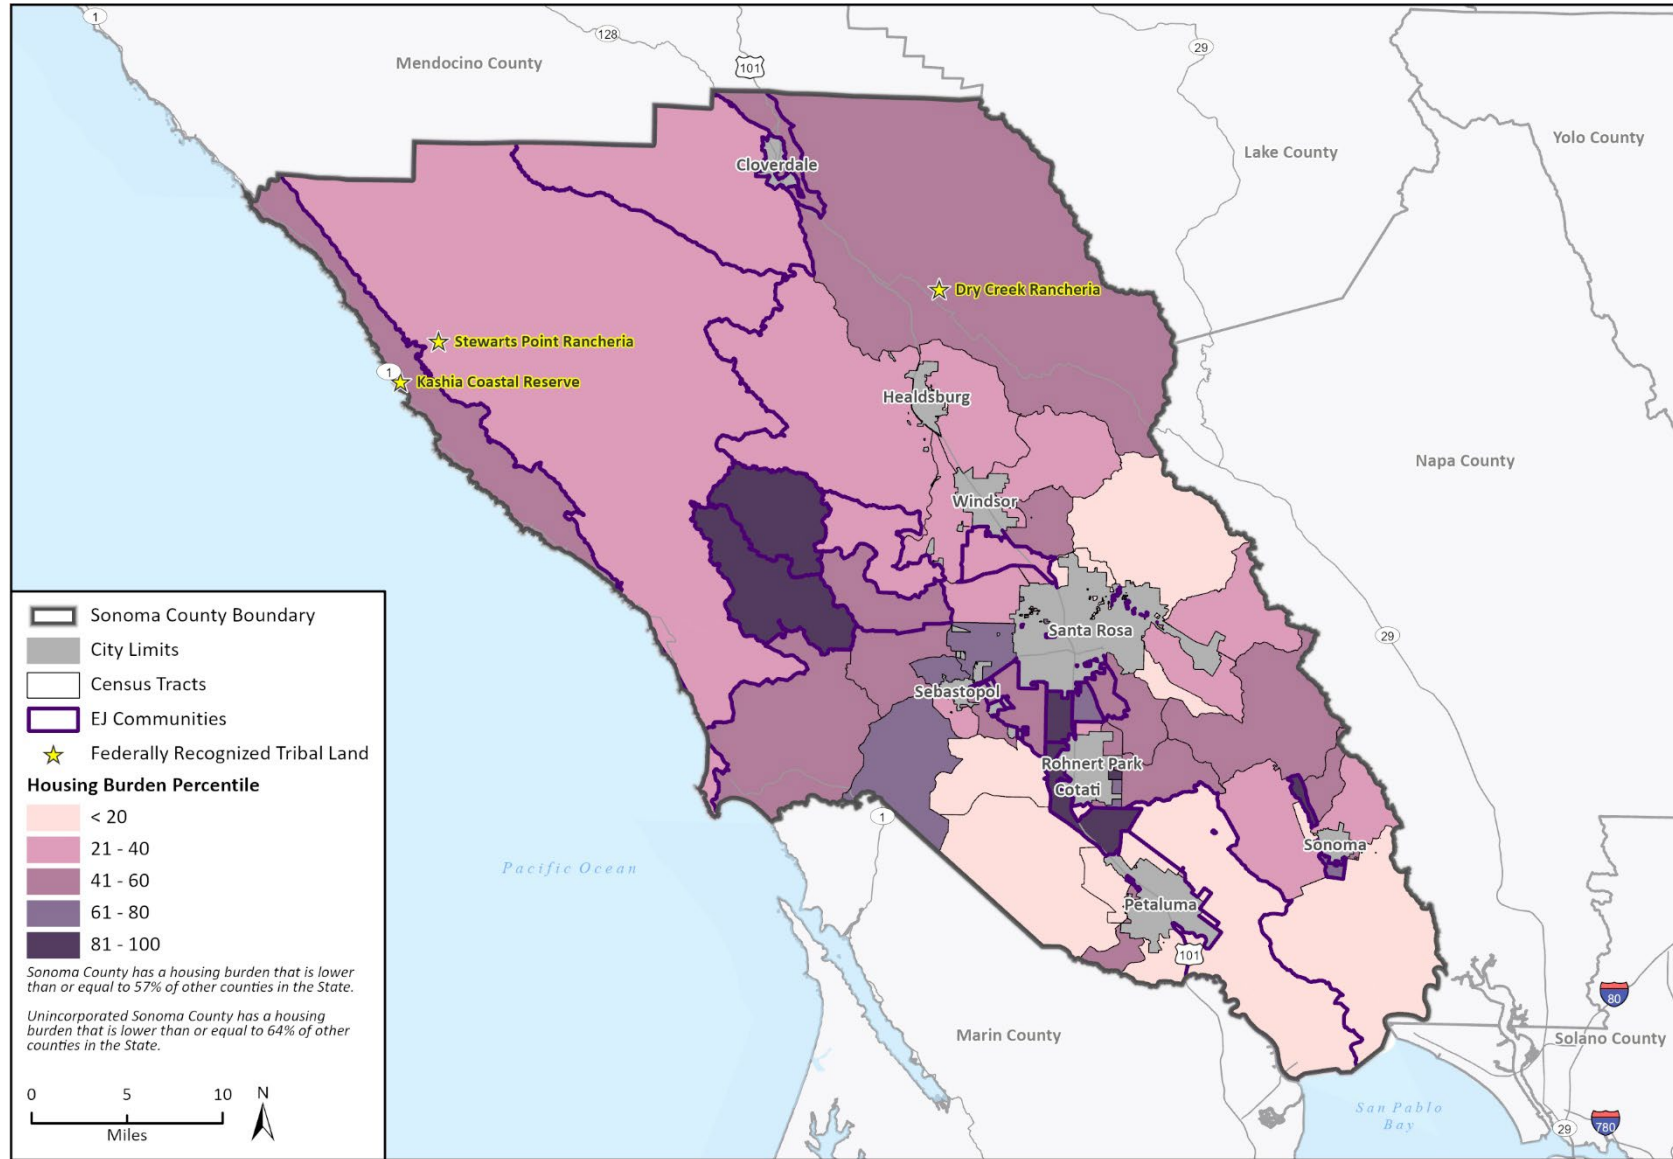 1
128
101
29
Mendocino County
Lake County
Yolo County
Cloverdale
Dry Creek Rancheria
Stewarts Point Rancheria
1
Kashia Coastal Reserve
Healdsburg
Napa County
Windsor
Santa Rosa
29
Sebastopol
Rohnert Park
Cotati
1
Sonoma
Pacific Ocean
Petaluma
101
80
Marin County
Solano County
San Pablo
Bay
29
780
Sonoma County Boundary
City Limits
Census Tracts
EJ Communities
Federally Recognized Tribal Land
Housing Burden Percentile
< 20
21 - 40
41 - 60
61 - 80
81 - 100
Sonoma County has a housing burden that is lower
than or equal to 57% of other counties in the State.
Unincorporated Sonoma County has a housing
burden that is lower than or equal to 64% of other
counties in the State.
0 5 10 N
Miles